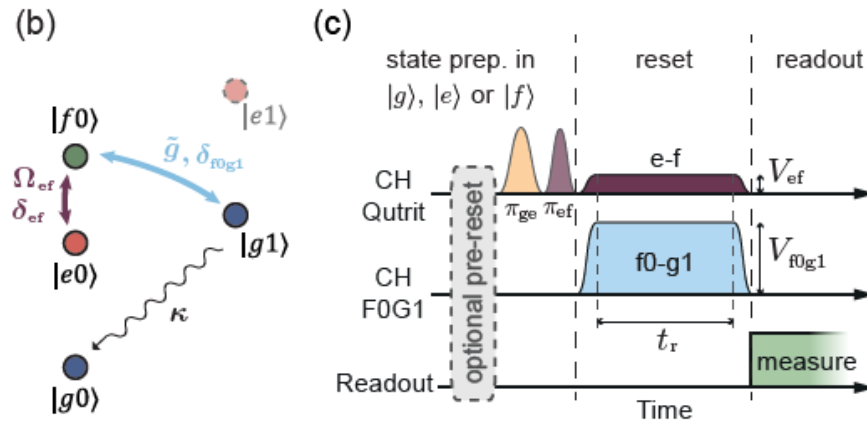 (b)
|e1⟩
|f0⟩
g̃, δf0g1
Ωef
δef
|e0⟩
|g1⟩
κ
|g0⟩
(c)
state prep. in
|g⟩, |e⟩ or |f⟩
reset
readout
CH
Qutrit
πge
πef
e-f
Vef
optional pre-reset
CH
F0G1
f0-g1
Vf0g1
tr
Readout
measure
Time